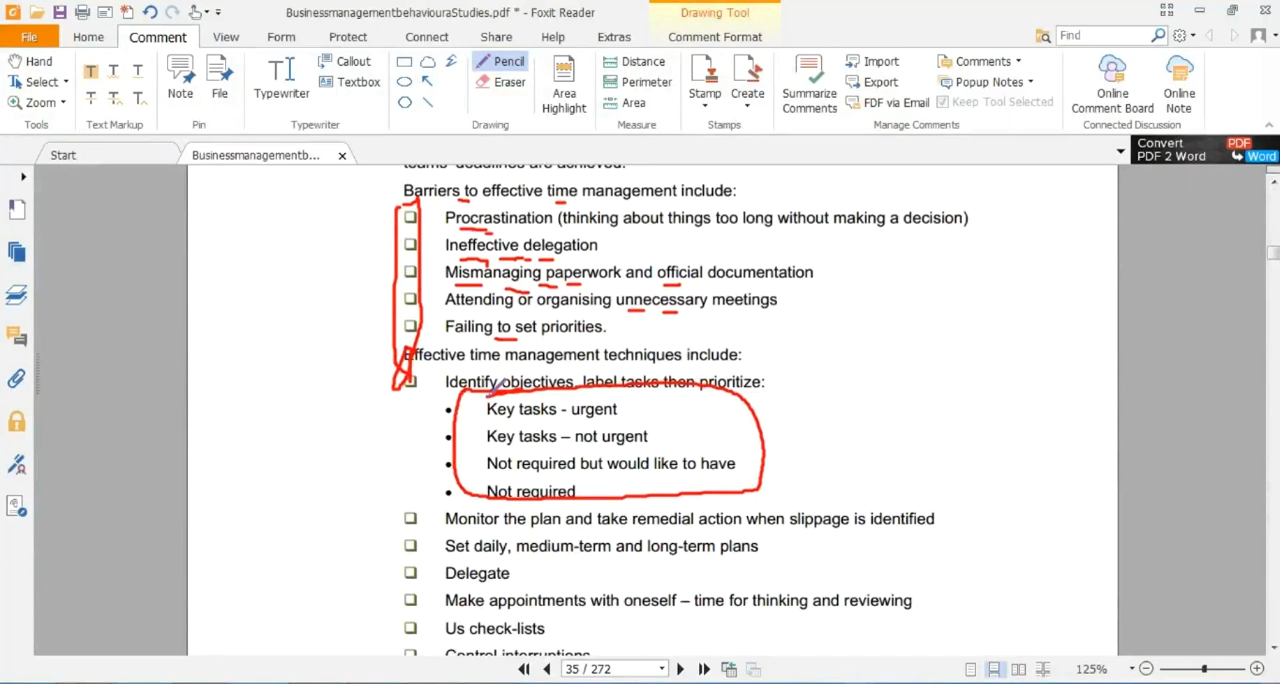 BusinessmanagementbehaviouraStudies.pdf * - Foxit Reader
Drawing Tool
File
Home
Comment
View
Form
Protect
Connect
Share
Help
Extras
Comment Format
Find
Hand
Select
Zoom
Tools
Text Markup
Note
File
Pin
Typewriter
Callout
Textbox
Typewriter
Pencil
Eraser
Drawing
Area
Highlight
Distance
Perimeter
Area
Measure
Stamp
Create
Stamps
Summarize
Comments
Import
Export
FDF via Email
Comments
Popup Notes
Keep Tool Selected
Manage Comments
Online
Comment Board
Online
Note
Connected Discussion
Start
Businessmanagementb...
Convert PDF
PDF 2 Word Word
teams' deadlines are achieved.
Barriers to effective time management include:
Procrastination (thinking about things too long without making a decision)
Ineffective delegation
Mismanaging paperwork and official documentation
Attending or organising unnecessary meetings
Failing to set priorities.
Effective time management techniques include:
Identify objectives, label tasks then prioritize:
• Key tasks - urgent
• Key tasks – not urgent
• Not required but would like to have
• Not required
Monitor the plan and take remedial action when slippage is identified
Set daily, medium-term and long-term plans
Delegate
Make appointments with oneself – time for thinking and reviewing
Us check-lists
Control interruptions
35 / 272
125%